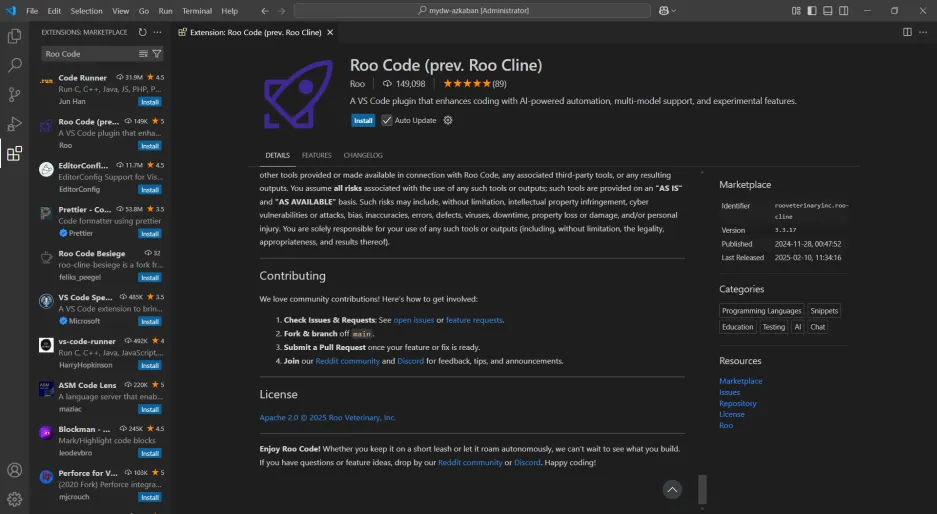 File Edit Selection View Go Run Terminal Help
mydw-azkaban [Administrator]
EXTENSIONS: MARKETPLACE
Roo Code
Code Runner 31.9M 4.5
Run C, C++, Java, JS, PHP, P...
Jun Han Install
Roo Code (pre... 149K 5
A VS Code plugin that enha...
Roo Install
EditorConfi... 11.7M 4.5
EditorConfig Support for Vis...
EditorConfig Install
Prettier - Co... 53.8M 3.5
Code formatter using prettier
Prettier Install
Roo Code Besiege 32
roo-cline-besiege is a fork fr...
feliks_peegel Install
VS Code Spe... 485K 3.5
A VS Code extension to brin...
Microsoft Install
vs-code-runner 492K 4
Run C, C++, Java, JavaScript,...
HarryHopkinson Install
ASM Code Lens 220K 5
A language server that enab...
maziac Install
Blockman - ... 245K 4.5
Mark/Highlight code blocks
leodevbro Install
Perforce for V... 103K 5
(2020 Fork) Perforce integra...
mjcrouch Install
Extension: Roo Code (prev. Roo Cline)
Roo Code (prev. Roo Cline)
Roo 149,098 (89)
A VS Code plugin that enhances coding with AI-powered automation, multi-model support, and experimental features.
Install Auto Update
DETAILS FEATURES CHANGELOG
other tools provided or made available in connection with Roo Code, any associated third-party tools, or any resulting
outputs. You assume all risks associated with the use of any such tools or outputs; such tools are provided on an "AS IS"
and "AS AVAILABLE" basis. Such risks may include, without limitation, intellectual property infringement, cyber
vulnerabilities or attacks, bias, inaccuracies, errors, defects, viruses, downtime, property loss or damage, and/or personal
injury. You are solely responsible for your use of any such tools or outputs (including, without limitation, the legality,
appropriateness, and results thereof).
Contributing
We love community contributions! Here's how to get involved:
1. Check Issues & Requests: See open issues or feature requests.
2. Fork & branch off main.
3. Submit a Pull Request once your feature or fix is ready.
4. Join our Reddit community and Discord for feedback, tips, and announcements.
License
Apache 2.0 © 2025 Roo Veterinary, Inc.
Enjoy Roo Code! Whether you keep it on a short leash or let it roam autonomously, we can't wait to see what you build.
If you have questions or feature ideas, drop by our Reddit community or Discord. Happy coding!
Marketplace
Identifier rooveterinaryinc.roo-
cline
Version 3.3.17
Published 2024-11-28, 00:47:52
Last Released 2025-02-10, 11:34:16
Categories
Programming Languages Snippets
Education Testing AI Chat
Resources
Marketplace
Issues
Repository
License
Roo